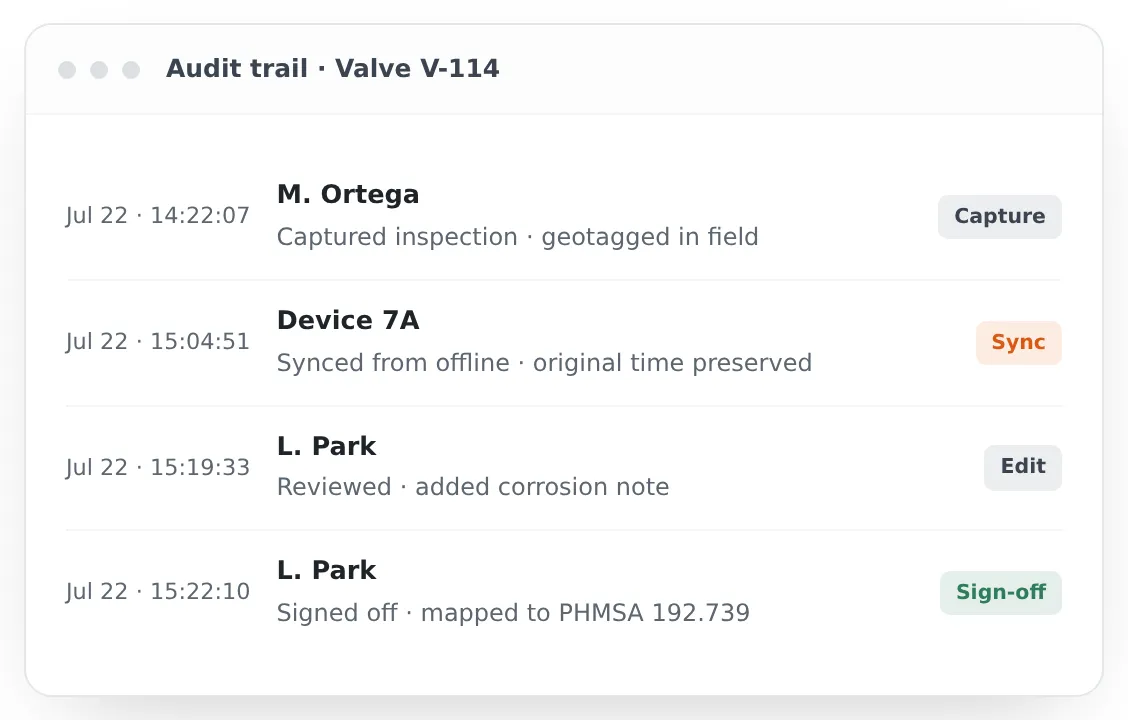 Audit trail · Valve V-114
Jul 22 · 14:22:07
M. Ortega
Captured inspection · geotagged in field
Capture
Jul 22 · 15:04:51
Device 7A
Synced from offline · original time preserved
Sync
Jul 22 · 15:19:33
L. Park
Reviewed · added corrosion note
Edit
Jul 22 · 15:22:10
L. Park
Signed off · mapped to PHMSA 192.739
Sign-off